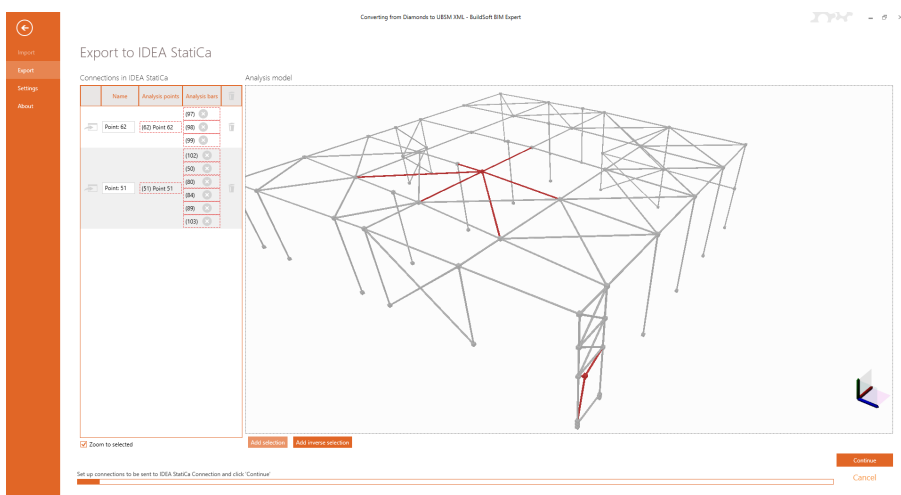 Converting from Diamonds to UBSM XML - BuildSoft BIM Expert
Import
Export
Settings
About
Export to IDEA StatiCa
Connections in IDEA StatiCa
Analysis model
Name Analysis points Analysis bars
Point: 62 (62) Point 62
(97)
(98)
(99)
Point: 51 (51) Point 51
(102)
(50)
(80)
(84)
(89)
(103)
Zoom to selected
Add selection Add inverse selection
Continue
Set up connections to be sent to IDEA StatiCa Connection and click 'Continue'
Cancel